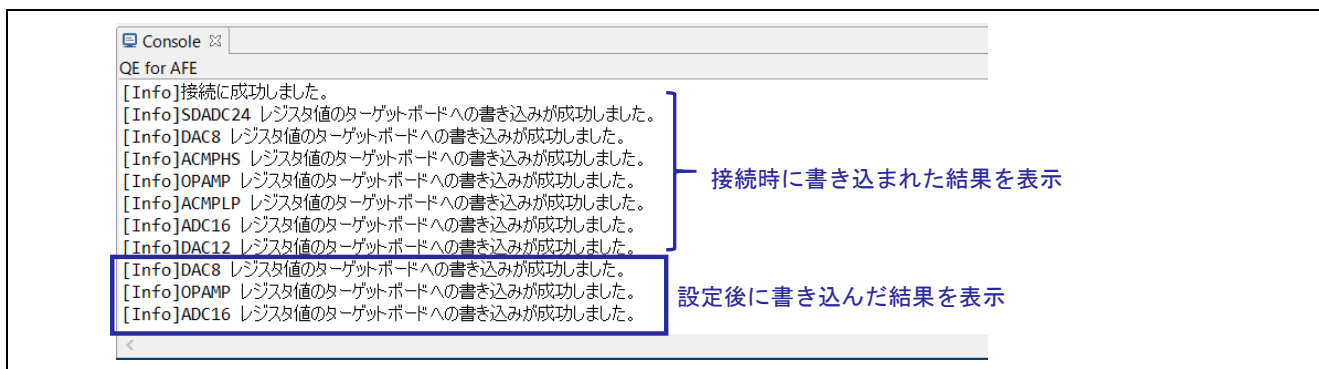 Console
QE for AFE
[Info]接続に成功しました。
[Info]SDADC24 レジスタ値のターゲットボードへの書き込みが成功しました。
[Info]DAC8 レジスタ値のターゲットボードへの書き込みが成功しました。
[Info]ACMPHS レジスタ値のターゲットボードへの書き込みが成功しました。
[Info]OPAMP レジスタ値のターゲットボードへの書き込みが成功しました。
接続時に書き込まれた結果を表示
[Info]ACMPLP レジスタ値のターゲットボードへの書き込みが成功しました。
[Info]ADC16 レジスタ値のターゲットボードへの書き込みが成功しました。
[Info]DAC12 レジスタ値のターゲットボードへの書き込みが成功しました。
[Info]DAC8 レジスタ値のターゲットボードへの書き込みが成功しました。
[Info]OPAMP レジスタ値のターゲットボードへの書き込みが成功しました。
設定後に書き込んだ結果を表示
[Info]ADC16 レジスタ値のターゲットボードへの書き込みが成功しました。